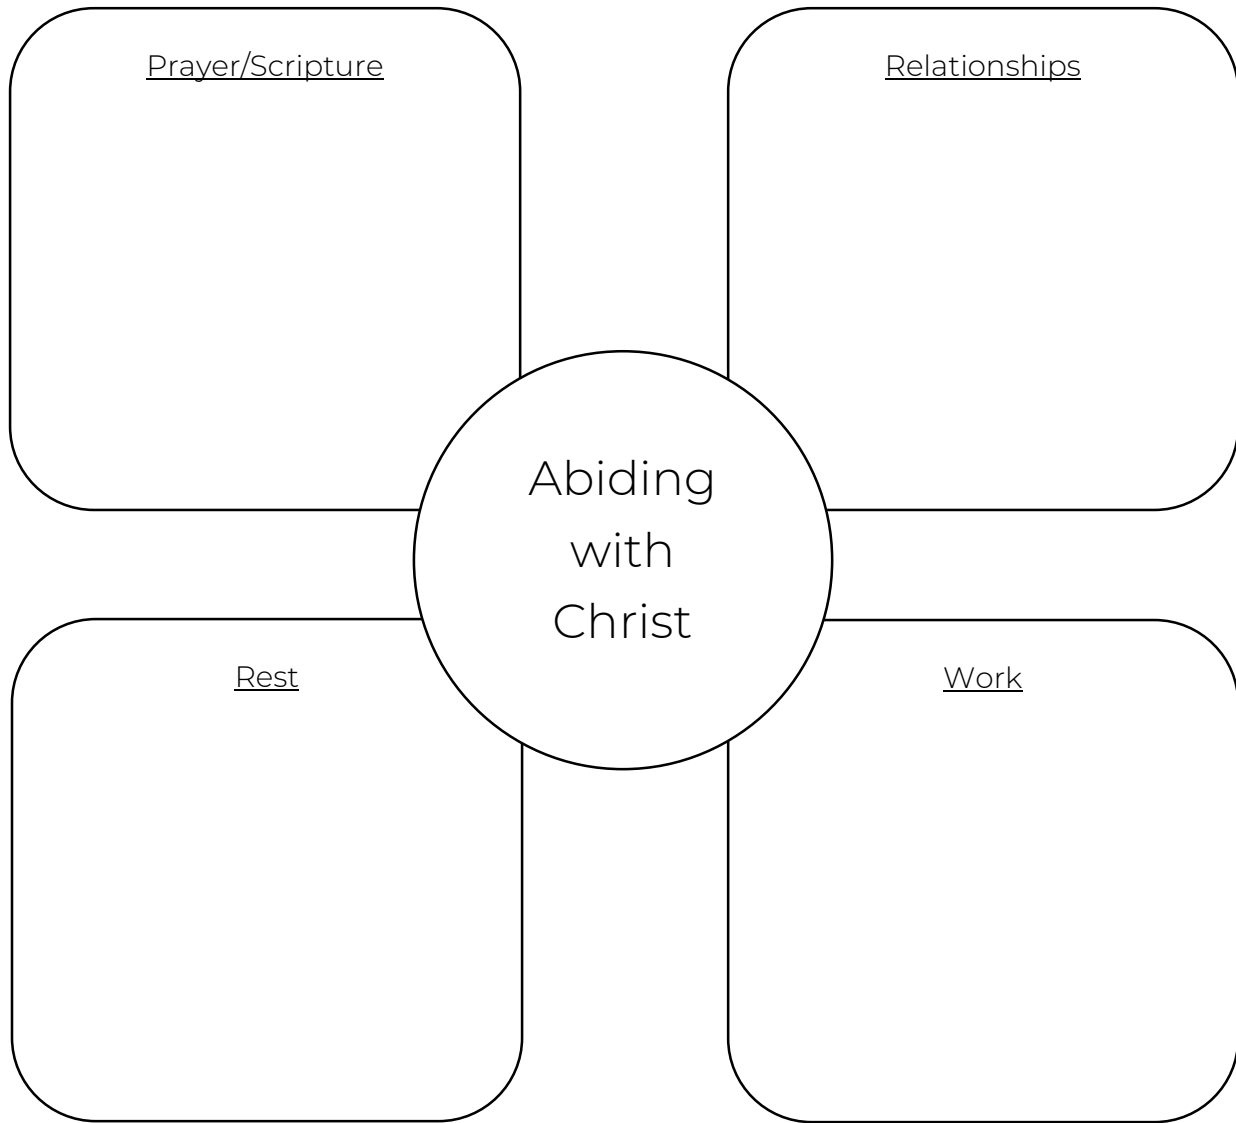 Prayer/Scripture
Relationships
Abiding
with
Christ
Rest
Work